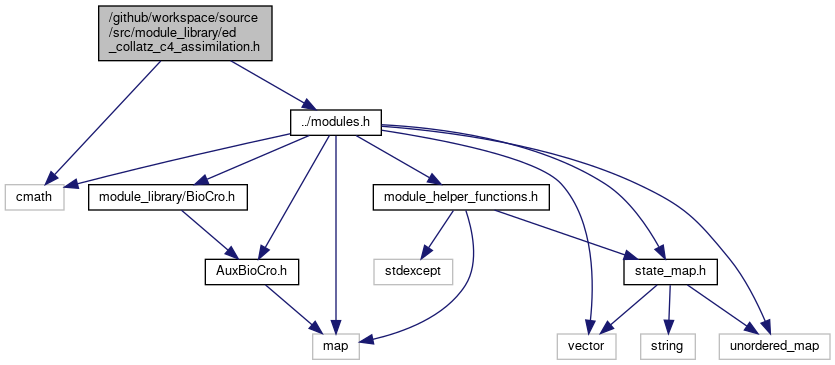 /github/workspace/source
/src/module_library/ed
_collatz_c4_assimilation.h
../modules.h
cmath
module_library/BioCro.h
module_helper_functions.h
AuxBioCro.h
stdexcept
state_map.h
map
vector
string
unordered_map